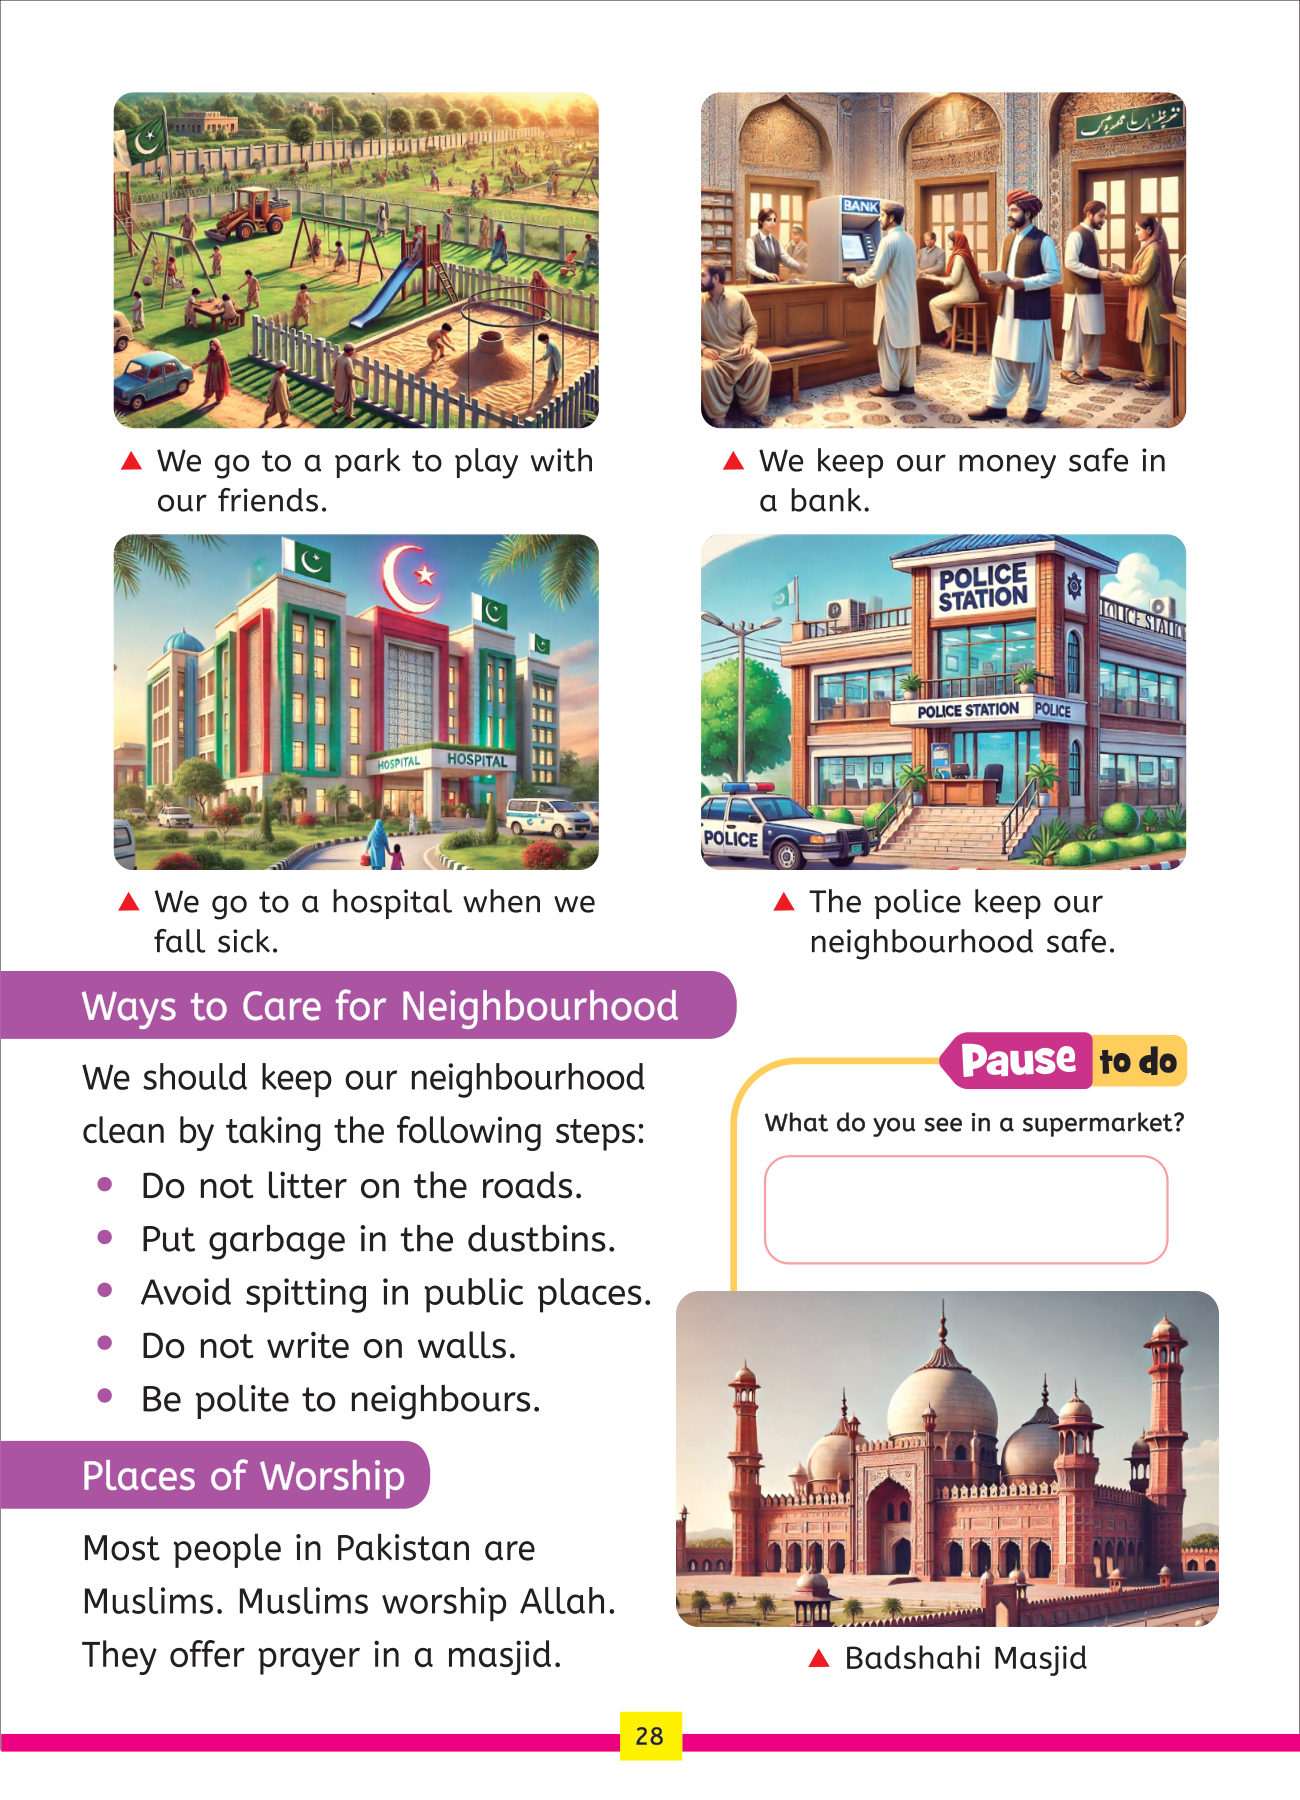 BANK
We go to a park to play with
our friends.
We keep our money safe in
a bank.
HOSPITAL
HOSPITAL
POLICE
STATION
POLICE STATION
POLICE STATION
POLICE
POLICE
We go to a hospital when we
fall sick.
The police keep our
neighbourhood safe.
Ways to Care for Neighbourhood
We should keep our neighbourhood
clean by taking the following steps:
• Do not litter on the roads.
• Put garbage in the dustbins.
• Avoid spitting in public places.
• Do not write on walls.
• Be polite to neighbours.
Pause to do
What do you see in a supermarket?
Places of Worship
Most people in Pakistan are
Muslims. Muslims worship Allah.
They offer prayer in a masjid.
Badshahi Masjid
28